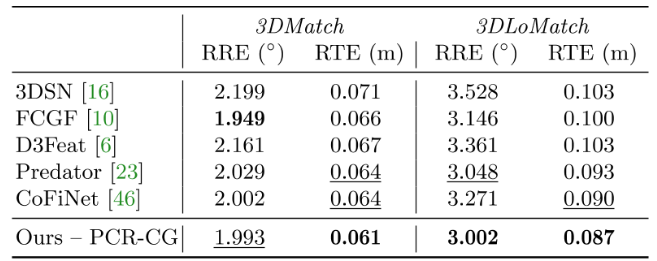 3DMatch 3DLoMatch
RRE (°) RTE (m) RRE (°) RTE (m)
3DSN [16] 2.199 0.071 3.528 0.103
FCGF [10] 1.949 0.066 3.146 0.100
D3Feat [6] 2.161 0.067 3.361 0.103
Predator [23] 2.029 0.064 3.048 0.093
CoFiNet [46] 2.002 0.064 3.271 0.090
Ours – PCR-CG 1.993 0.061 3.002 0.087